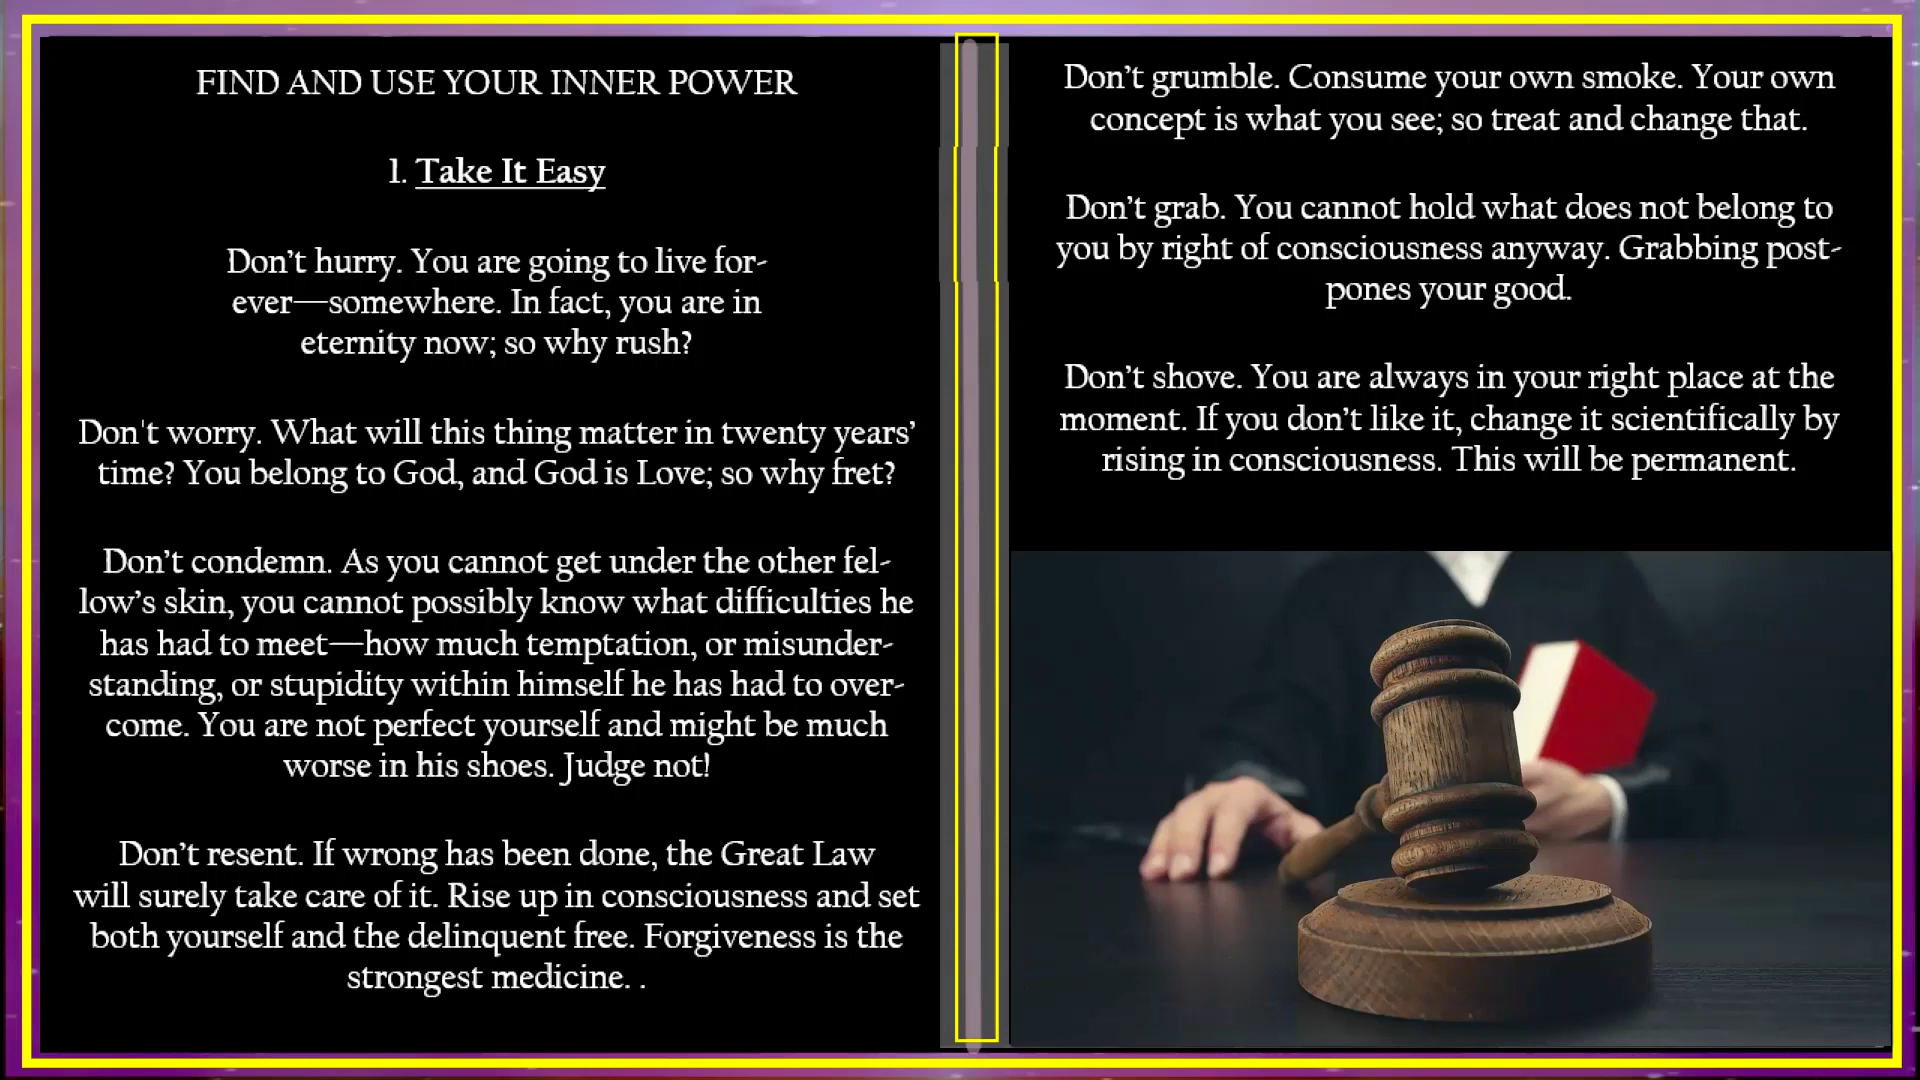 FIND AND USE YOUR INNER POWER
1. Take It Easy
Don’t hurry. You are going to live for-
ever—somewhere. In fact, you are in
eternity now; so why rush?
Don't worry. What will this thing matter in twenty years’
time? You belong to God, and God is Love; so why fret?
Don’t condemn. As you cannot get under the other fel-
low’s skin, you cannot possibly know what difficulties he
has had to meet—how much temptation, or misunder-
standing, or stupidity within himself he has had to over-
come. You are not perfect yourself and might be much
worse in his shoes. Judge not!
Don’t resent. If wrong has been done, the Great Law
will surely take care of it. Rise up in consciousness and set
both yourself and the delinquent free. Forgiveness is the
strongest medicine. .
Don’t grumble. Consume your own smoke. Your own
concept is what you see; so treat and change that.
Don’t grab. You cannot hold what does not belong to
you by right of consciousness anyway. Grabbing post-
pones your good.
Don’t shove. You are always in your right place at the
moment. If you don’t like it, change it scientifically by
rising in consciousness. This will be permanent.